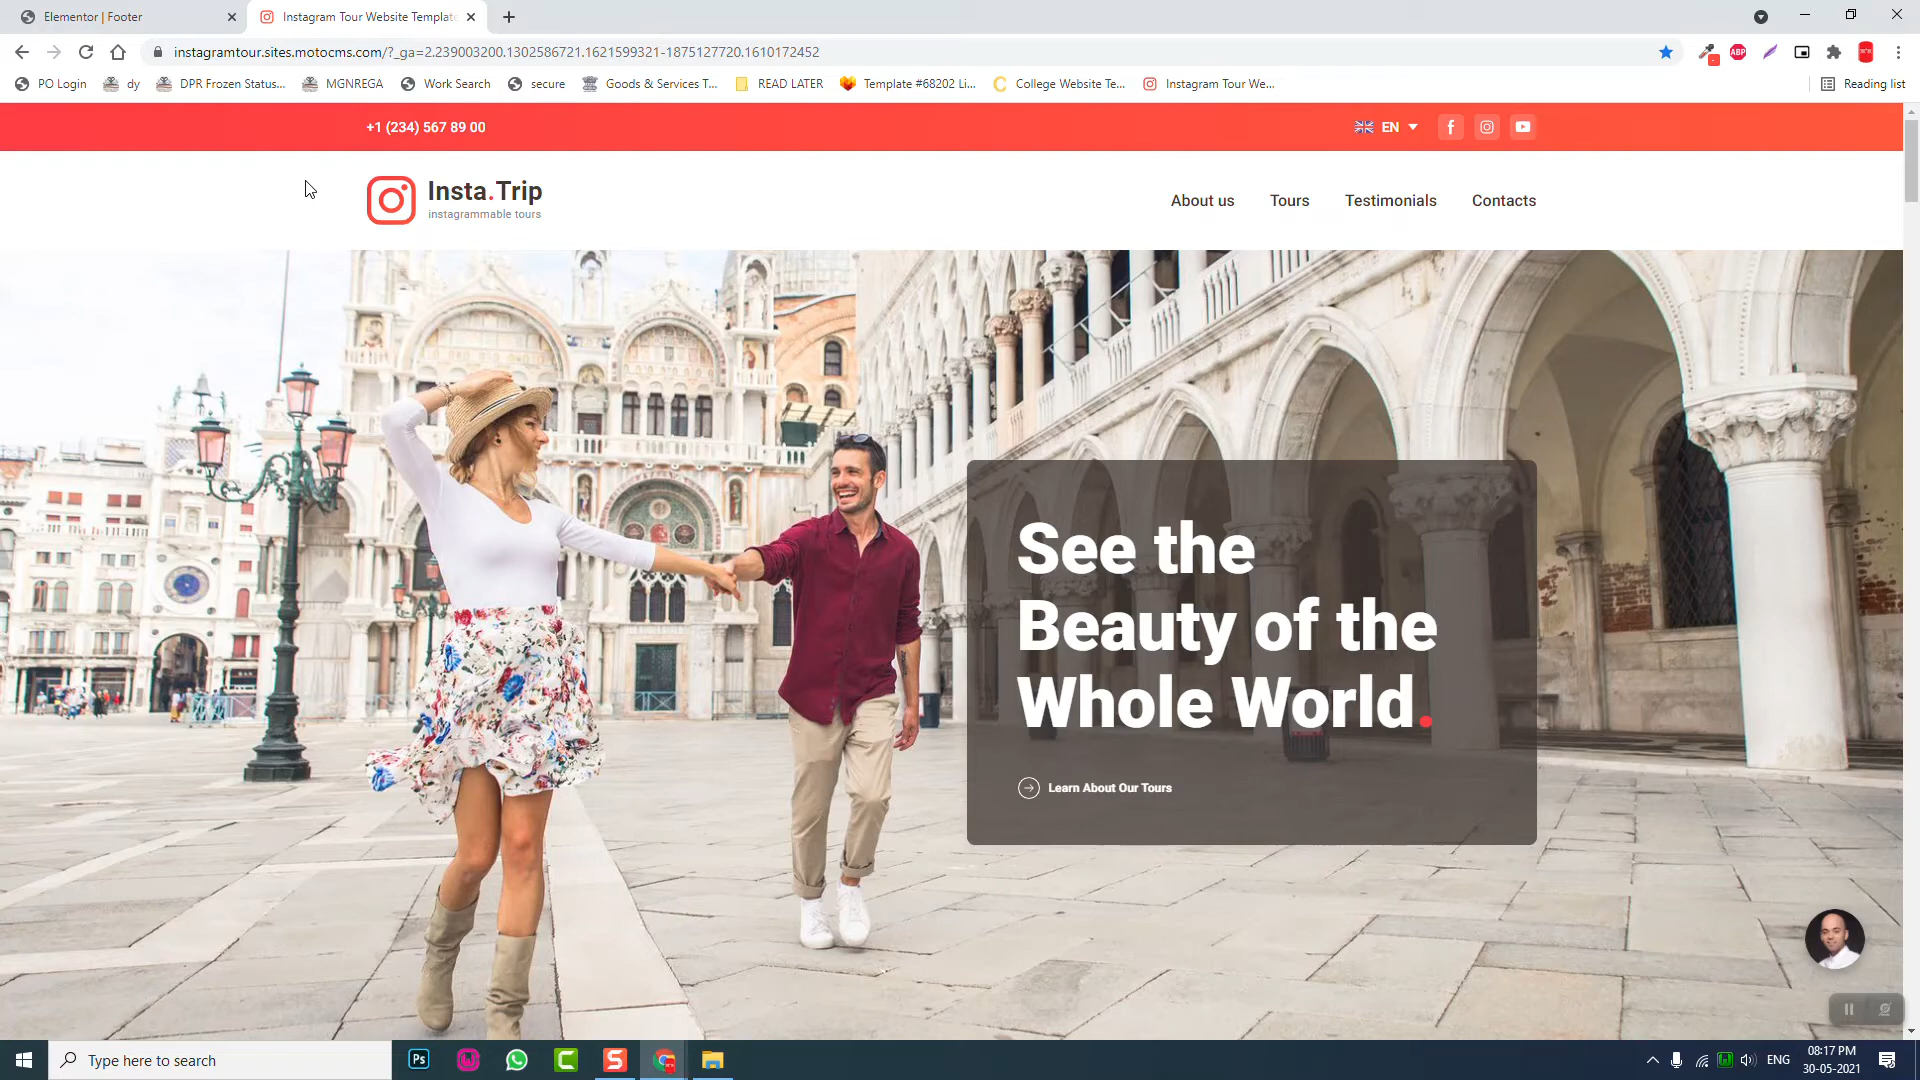 Elementor | Footer
Instagram Tour Website Template
instagramtour.sites.motocms.com/?_ga=2.239003200.1302586721.1621599321-1875127720.1610172452
ABP
PO Login
dy
DPR Frozen Status...
MGNREGA
Work Search
secure
Goods & Services T...
READ LATER
Template #68202 Li...
College Website Te...
Instagram Tour We...
Reading list
+1 (234) 567 89 00
EN
Insta.Trip
instagrammable tours
About us
Tours
Testimonials
Contacts
See the
Beauty of the
Whole World.
Learn About Our Tours
Type here to search
Ps
ENG
08:17 PM
30-05-2021